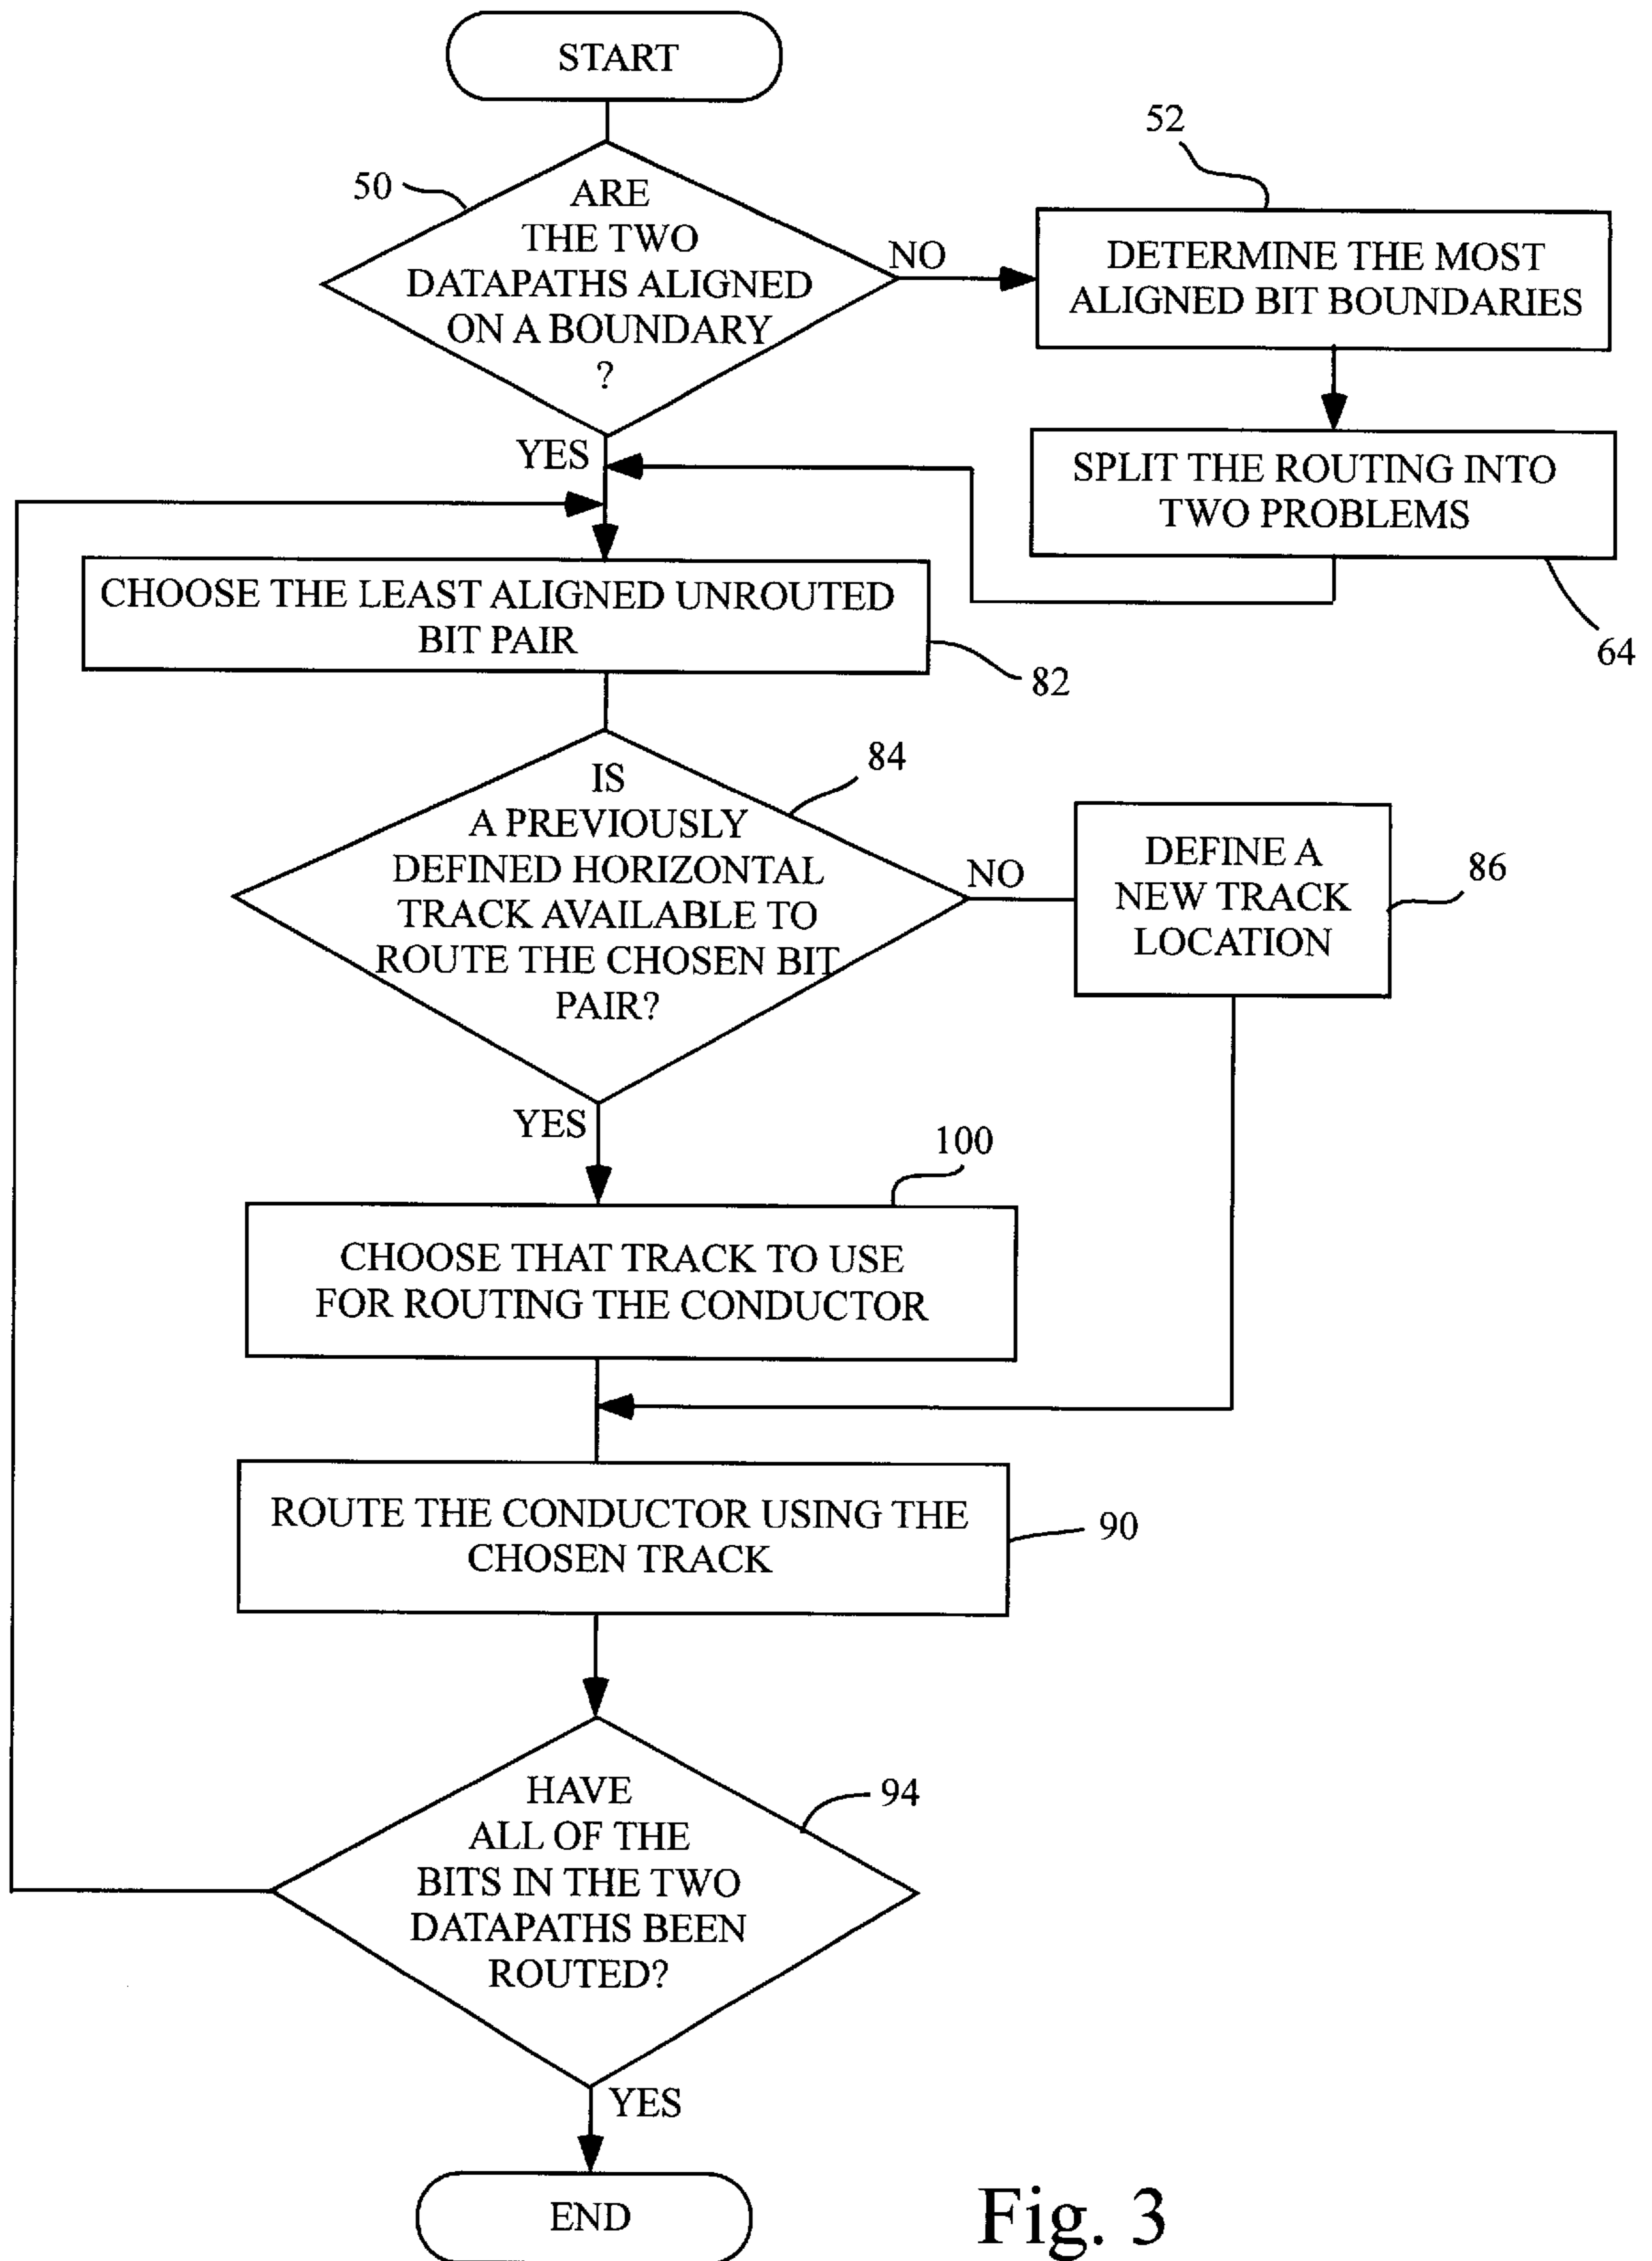 START
50
ARE
THE TWO
DATAPATHS ALIGNED
ON A BOUNDARY
?
NO
52
DETERMINE THE MOST
ALIGNED BIT BOUNDARIES
YES
SPLIT THE ROUTING INTO
TWO PROBLEMS
64
CHOOSE THE LEAST ALIGNED UNROUTED
BIT PAIR
82
IS
A PREVIOUSLY
DEFINED HORIZONTAL
TRACK AVAILABLE TO
ROUTE THE CHOSEN BIT
PAIR?
84
NO
DEFINE A
NEW TRACK
LOCATION
86
YES
100
CHOOSE THAT TRACK TO USE
FOR ROUTING THE CONDUCTOR
ROUTE THE CONDUCTOR USING THE
CHOSEN TRACK
90
HAVE
ALL OF THE
BITS IN THE TWO
DATAPATHS BEEN
ROUTED?
94
YES
END
Fig. 3